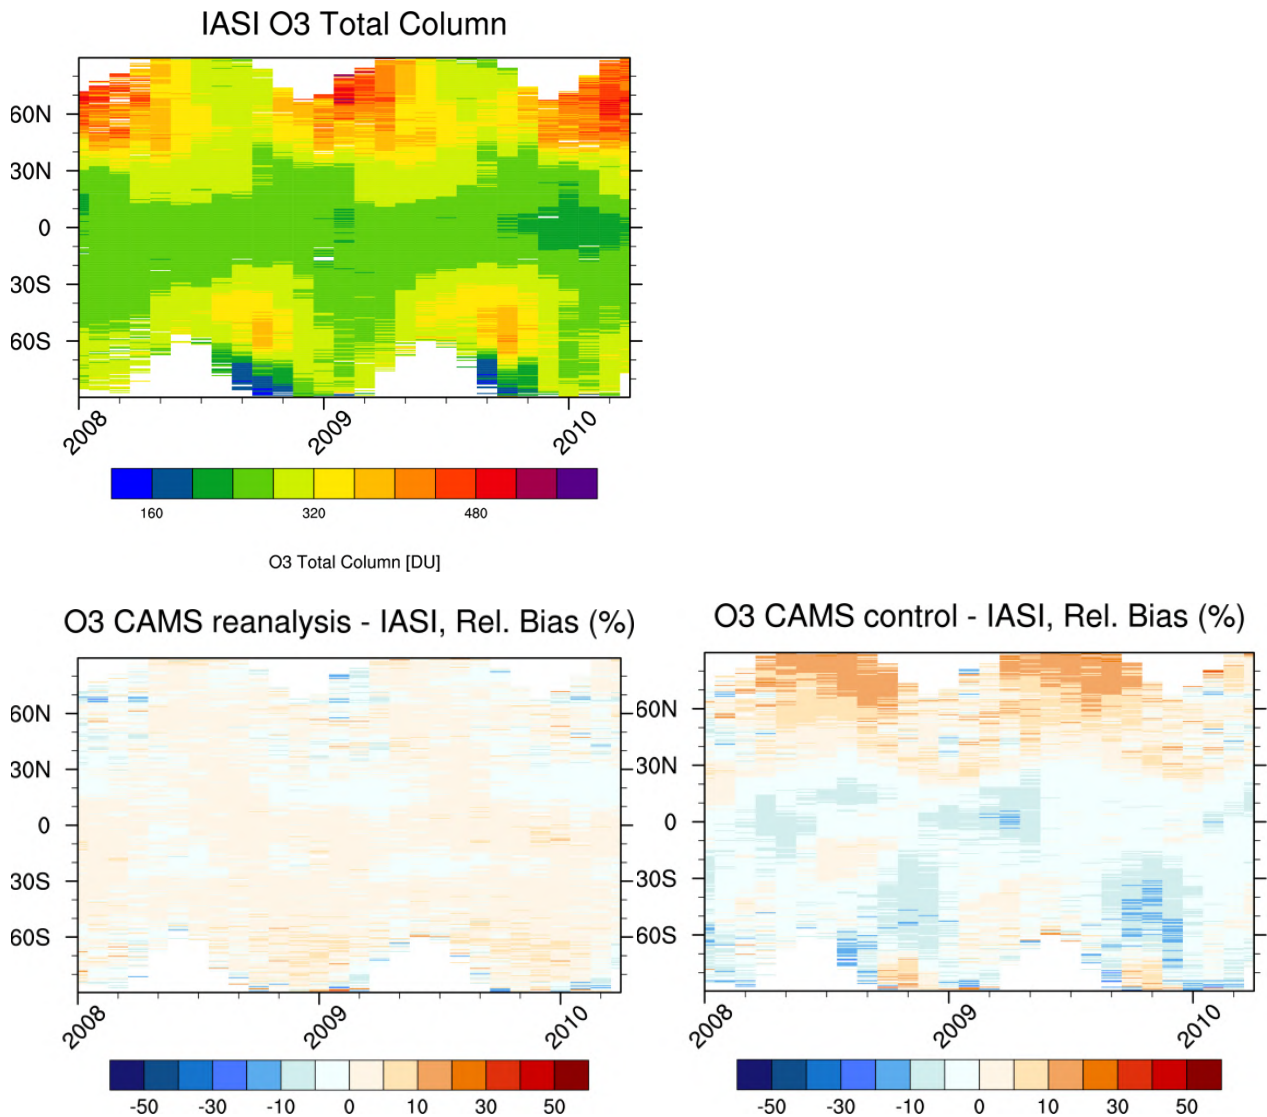 IASI O3 Total Column
60N
30N
0
30S
60S
2008 2009 2010
160 320 480
O3 Total Column [DU]
O3 CAMS reanalysis - IASI, Rel. Bias (%)
60N
30N
0
30S
60S
2008 2009 2010
-50 -30 -10 0 10 30 50
O3 CAMS control - IASI, Rel. Bias (%)
60N
30N
0
30S
60S
2008 2009 2010
-50 -30 -10 0 10 30 50